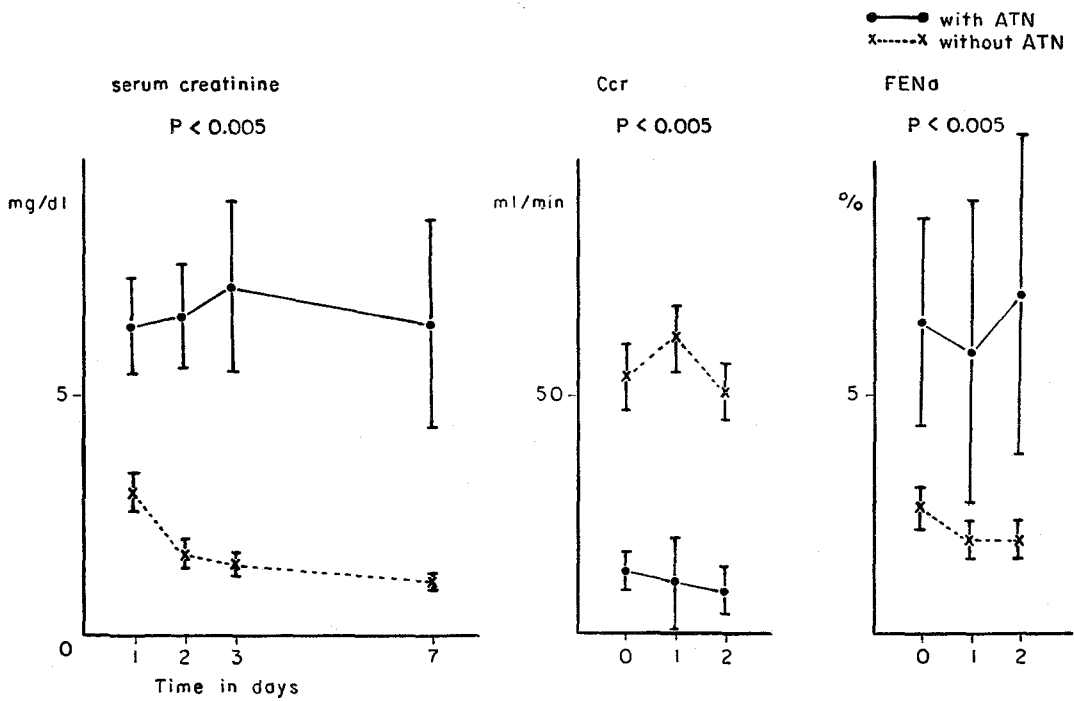 with ATN
without ATN
serum creatinine
Ccr
FENa
P < 0.005
P < 0.005
P < 0.005
mg/dl
ml/min
%
5
50
5
0
1 2 3 7
0 1 2
0 1 2
Time in days